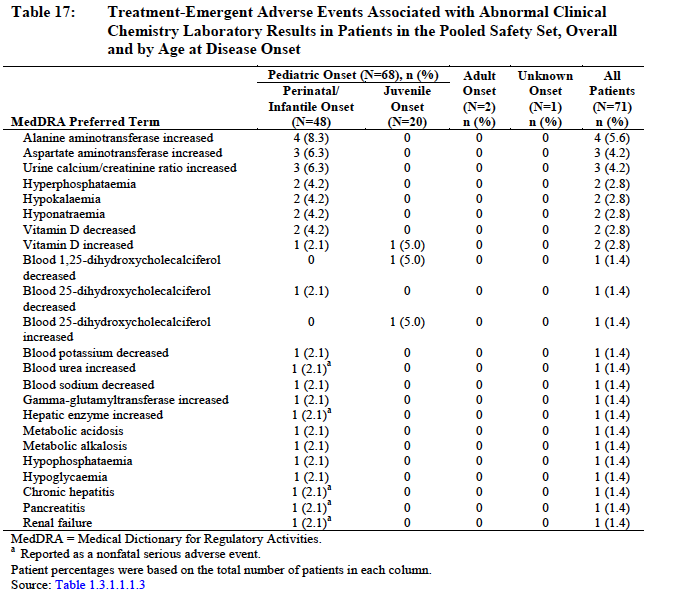 Table 17: Treatment-Emergent Adverse Events Associated with Abnormal Clinical
Chemistry Laboratory Results in Patients in the Pooled Safety Set, Overall
and by Age at Disease Onset
Pediatric Onset (N=68), n (%) Adult Unknown All
Perinatal/ Juvenile Onset Onset Patients
Infantile Onset Onset (N=2) (N=1) (N=71)
MedDRA Preferred Term (N=48) (N=20) n (%) n (%) n (%)
Alanine aminotransferase increased 4 (8.3) 0 0 0 4 (5.6)
Aspartate aminotransferase increased 3 (6.3) 0 0 0 3 (4.2)
Urine calcium/creatinine ratio increased 3 (6.3) 0 0 0 3 (4.2)
Hyperphosphataemia 2 (4.2) 0 0 0 2 (2.8)
Hypokalaemia 2 (4.2) 0 0 0 2 (2.8)
Hyponatraemia 2 (4.2) 0 0 0 2 (2.8)
Vitamin D decreased 2 (4.2) 0 0 0 2 (2.8)
Vitamin D increased 1 (2.1) 1 (5.0) 0 0 2 (2.8)
Blood 1,25-dihydroxycholecalciferol 0 1 (5.0) 0 0 1 (1.4)
decreased
Blood 25-dihydroxycholecalciferol 1 (2.1) 0 0 0 1 (1.4)
decreased
Blood 25-dihydroxycholecalciferol 0 1 (5.0) 0 0 1 (1.4)
increased
Blood potassium decreased 1 (2.1) 0 0 0 1 (1.4)
Blood urea increased 1 (2.1)a 0 0 0 1 (1.4)
Blood sodium decreased 1 (2.1) 0 0 0 1 (1.4)
Gamma-glutamyltransferase increased 1 (2.1) 0 0 0 1 (1.4)
Hepatic enzyme increased 1 (2.1)a 0 0 0 1 (1.4)
Metabolic acidosis 1 (2.1) 0 0 0 1 (1.4)
Metabolic alkalosis 1 (2.1) 0 0 0 1 (1.4)
Hypophosphataemia 1 (2.1) 0 0 0 1 (1.4)
Hypoglycaemia 1 (2.1) 0 0 0 1 (1.4)
Chronic hepatitis 1 (2.1)a 0 0 0 1 (1.4)
Pancreatitis 1 (2.1)a 0 0 0 1 (1.4)
Renal failure 1 (2.1)a 0 0 0 1 (1.4)
MedDRA = Medical Dictionary for Regulatory Activities.
a Reported as a nonfatal serious adverse event.
Patient percentages were based on the total number of patients in each column.
Source: Table 1.3.1.1.1.3